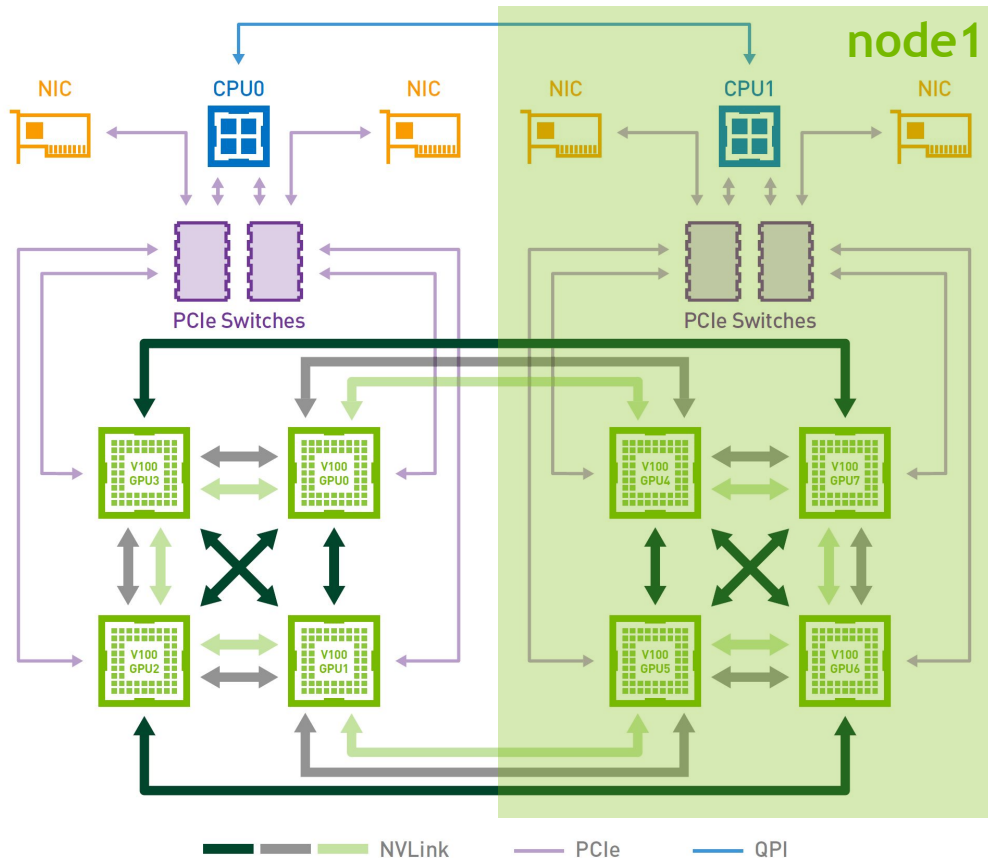 node1
NIC
CPU0
NIC
NIC
CPU1
NIC
PCIe Switches
PCIe Switches
V100
GPU3
V100
GPU0
V100
GPU4
V100
GPU7
V100
GPU2
V100
GPU1
V100
GPU5
V100
GPU6
NVLink
PCIe
QPI